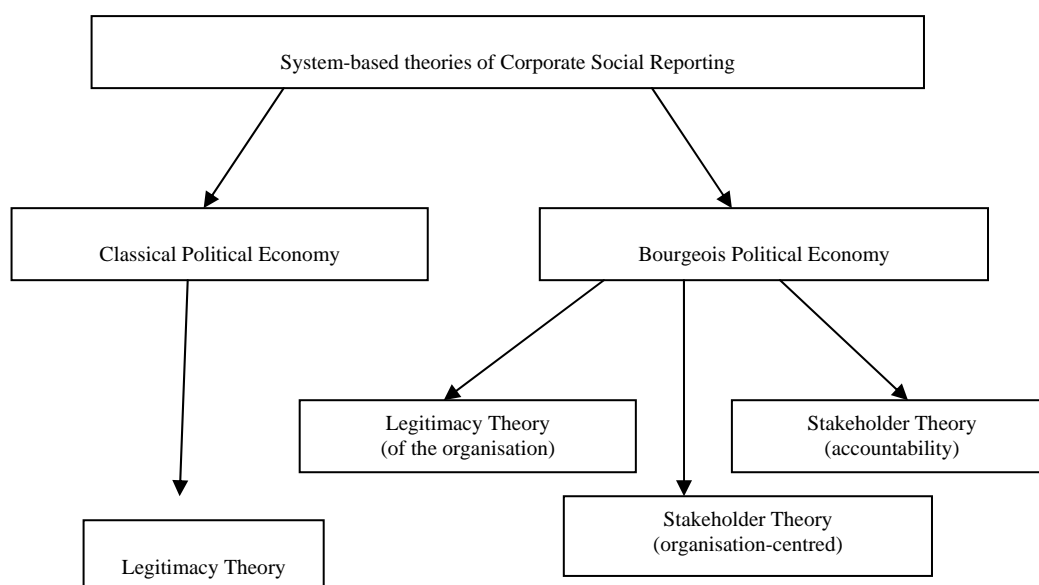 System-based theories of Corporate Social Reporting
Classical Political Economy
Bourgeois Political Economy
Legitimacy Theory
(of the organisation)
Stakeholder Theory
(accountability)
Stakeholder Theory
(organisation-centred)
Legitimacy Theory